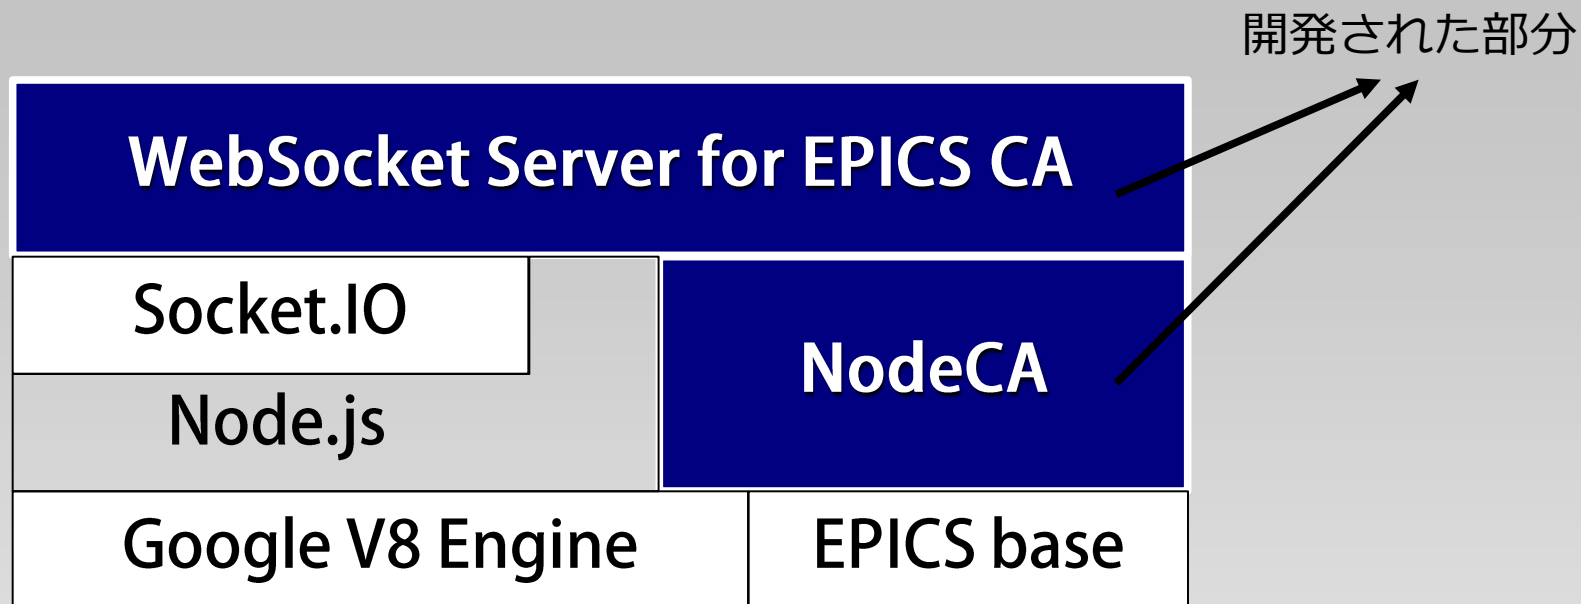 開発された部分
WebSocket Server for EPICS CA
Socket.IO
NodeCA
Node.js
Google V8 Engine
EPICS base